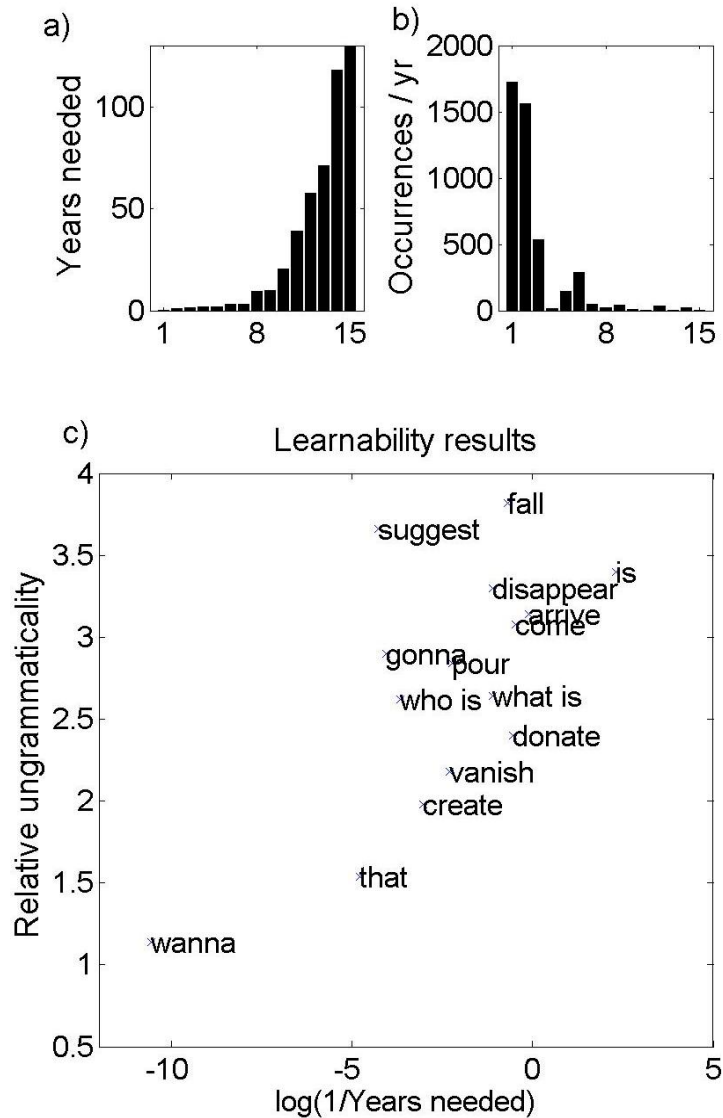 a)
Years needed
100
50
0
1 8 15
b)
Occurrences / yr
2000
1500
1000
500
0
1 8 15
c)
Learnability results
Relative ungrammaticality
4
3.5
3
2.5
2
1.5
1
0.5
fall
suggest
is
disappear
arrive
come
gonna
pour
who is
what is
donate
vanish
create
that
wanna
-10 -5 0 5
log(1/Years needed)